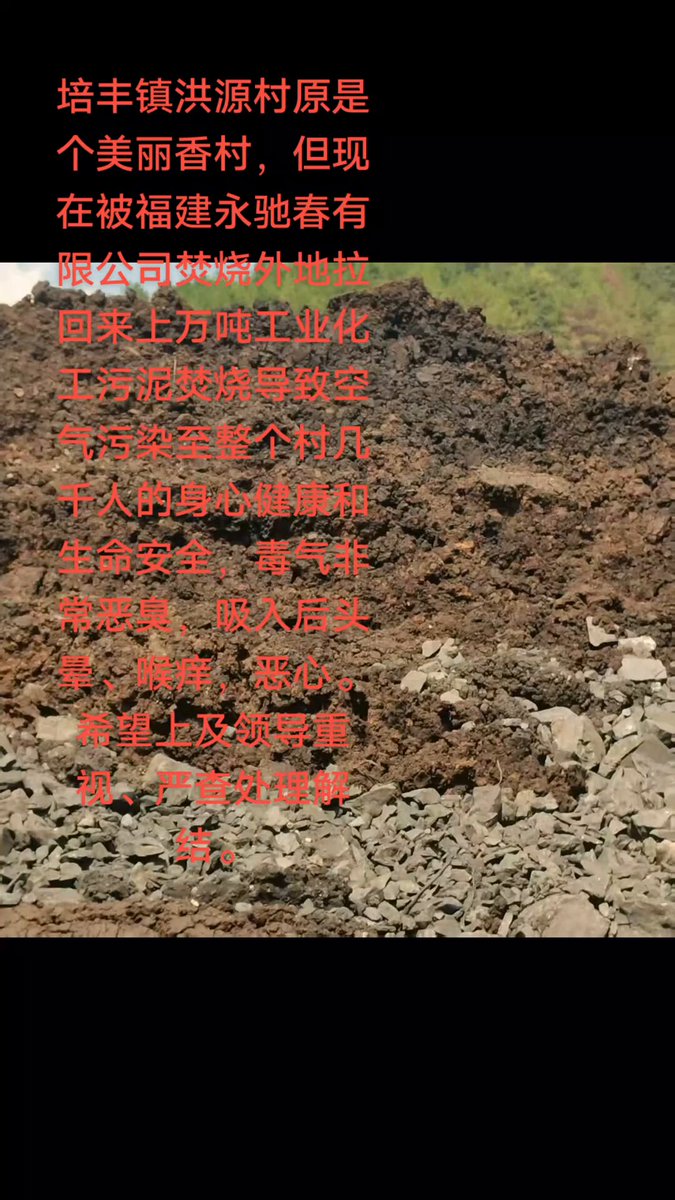 培丰镇洪源村原是
个美丽香村，但现
在被福建永驰春有
限公司焚烧外地拉
回来上万吨工业化
工污泥焚烧导致空
气污染至整个村几
千人的身心健康和
生命安全，毒气非
常恶臭，吸入后头
晕、喉痒，恶心。
希望上及领导重
视、严查处理解
结。